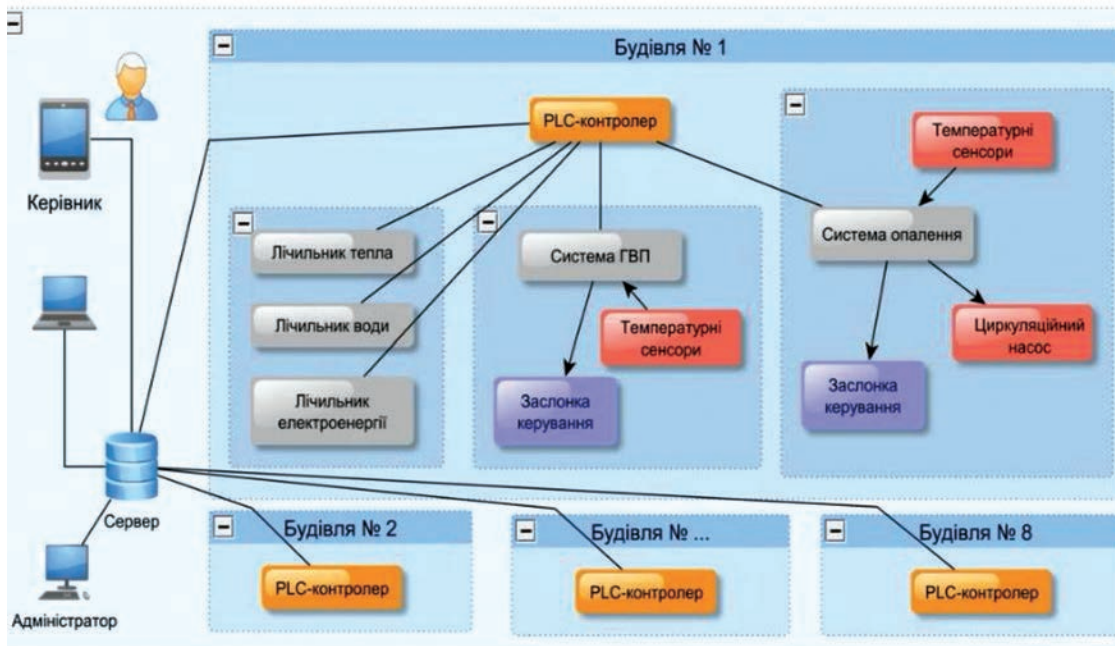 Будівля № 1
PLC-контролер
Температурні
сенсори
Керівник
Лічильник тепла
Система ГВП
Система опалення
Лічильник води
Температурні
сенсори
Циркуляційний
насос
Лічильник
електроенергії
Заслонка
керування
Заслонка
керування
Сервер
Будівля № 2
Будівля № ...
Будівля № 8
PLC-контролер
PLC-контролер
PLC-контролер
Адміністратор